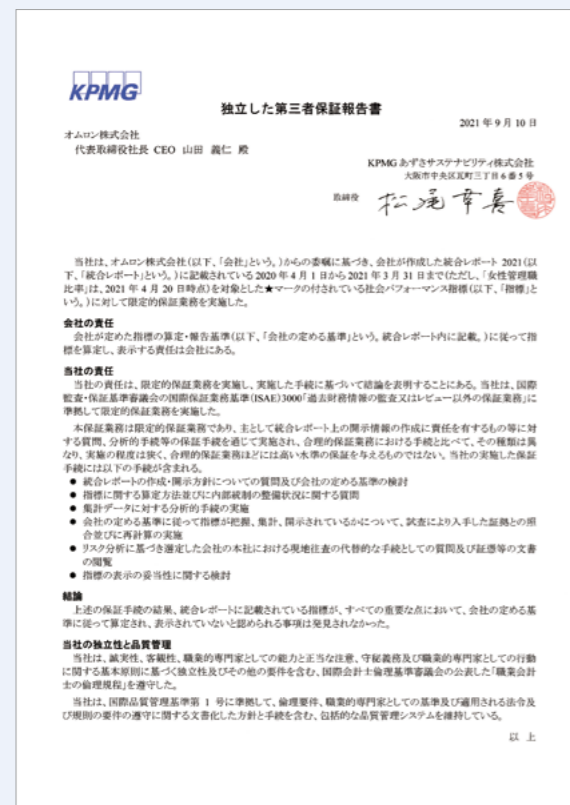 KPMG
独立した第三者保証報告書
2021 年 9 月 10 日
オムロン株式会社
代表取締役社長 CEO 山田 義仁 殿
KPMG あずさサステナビリティ株式会社
大阪市中央区瓦町三丁目 6 番 5 号
取締役 松尾幸喜
当社は、オムロン株式会社(以下、「会社」という。)からの委嘱に基づき、会社が作成した統合レポート 2021(以
下、「統合レポート」という。)に記載されている 2020 年 4 月 1 日から 2021 年 3 月 31 日まで(ただし、「女性管理職
比率」は、2021 年 4 月 20 日時点)を対象とした★マークの付されている社会パフォーマンス指標(以下、「指標」と
いう。)に対して限定的保証業務を実施した。
会社の責任
会社が定めた指標の算定・報告基準(以下、「会社の定める基準」という。統合レポート内に記載。)に従って指
標を算定し、表示する責任は会社にある。
当社の責任
当社の責任は、限定的保証業務を実施し、実施した手続に基づいて結論を表明することにある。当社は、国際
監査・保証基準審議会の国際保証業務基準(ISAE)3000「過去財務情報の監査又はレビュー以外の保証業務」に
準拠して限定的保証業務を実施した。
本保証業務は限定的保証業務であり、主として統合レポート上の開示情報の作成に責任を有するもの等に対
する質問、分析的手続等の保証手続を通じて実施され、合理的保証業務における手続と比べて、その種類は異
なり、実施の程度は狭く、合理的保証業務ほどには高い水準の保証を与えるものではない。当社の実施した保証
手続には以下の手続が含まれる。
● 統合レポートの作成・開示方針についての質問及び会社の定める基準の検討
● 指標に関する算定方法並びに内部統制の整備状況に関する質問
● 集計データに対する分析的手続の実施
● 会社の定める基準に従って指標が把握、集計、開示されているかについて、試査により入手した証拠との照
合並びに再計算の実施
● リスク分析に基づき選定した会社の本社における現地往査の代替的な手続としての質問及び証憑等の文書
の閲覧
● 指標の表示の妥当性に関する検討
結論
上述の保証手続の結果、統合レポートに記載されている指標が、すべての重要な点において、会社の定める基
準に従って算定され、表示されていないと認められる事項は発見されなかった。
当社の独立性と品質管理
当社は、誠実性、客観性、職業的専門家としての能力と正当な注意、守秘義務及び職業的専門家としての行動
に関する基本原則に基づく独立性及びその他の要件を含む、国際会計士倫理基準審議会の公表した「職業会計
士の倫理規程」を遵守した。
当社は、国際品質管理基準第 1 号に準拠して、倫理要件、職業的専門家としての基準及び適用される法令及
び規則の要件の遵守に関する文書化した方針と手続を含む、包括的な品質管理システムを維持している。
以 上